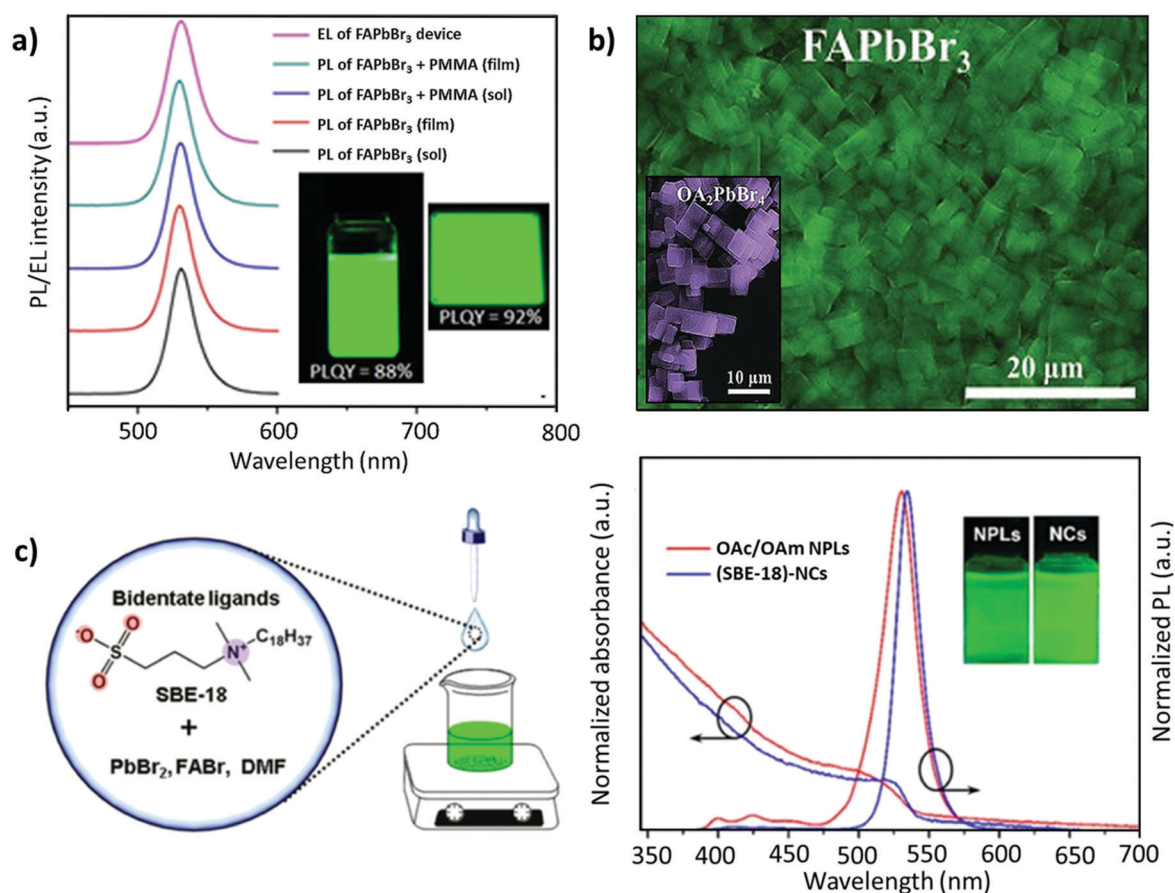 a)
EL of FAPbBr3 device
PL of FAPbBr3 + PMMA (film)
PL of FAPbBr3 + PMMA (sol)
PL of FAPbBr3 (film)
PL of FAPbBr3 (sol)
PL/EL intensity (a.u.)
PLQY = 88%
PLQY = 92%
500 600 700 800
Wavelength (nm)
b)
FAPbBr3
OA2PbBr4
10 µm
20 µm
c)
Bidentate ligands
-O
O
S
O
N+
C18H37
SBE-18
+
PbBr2, FABr, DMF
Normalized absorbance (a.u.)
OAc/OAm NPLs
(SBE-18)-NCs
NPLs NCs
Normalized PL (a.u.)
350 400 450 500 550 600 650 700
Wavelength (nm)